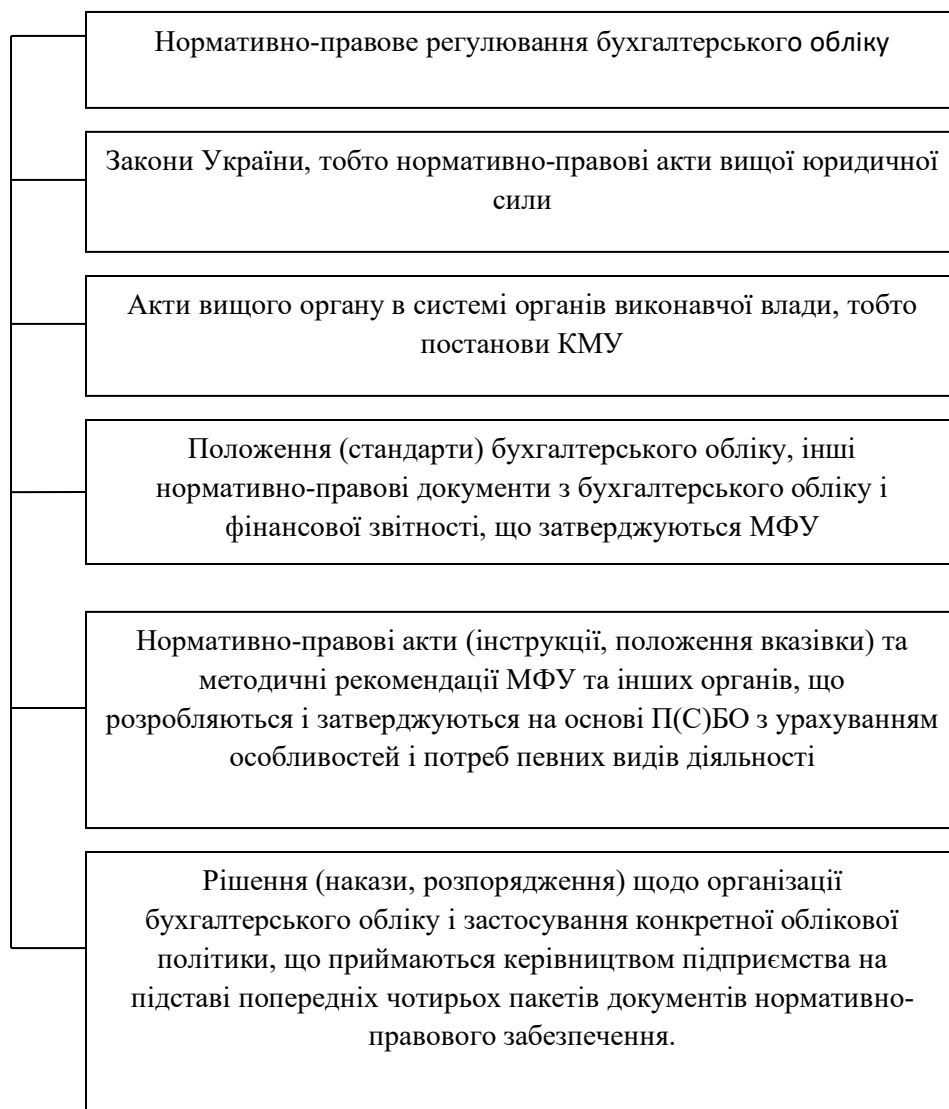 Нормативно-правове регулювання бухгалтерського обліку
Закони України, тобто нормативно-правові акти вищої юридичної
сили
Акти вищого органу в системі органів виконавчої влади, тобто
постанови КМУ
Положення (стандарти) бухгалтерського обліку, інші
нормативно-правові документи з бухгалтерського обліку і
фінансової звітності, що затверджуються МФУ
Нормативно-правові акти (інструкції, положення вказівки) та
методичні рекомендації МФУ та інших органів, що
розробляються і затверджуються на основі П(С)БО з урахуванням
особливостей і потреб певних видів діяльності
Рішення (накази, розпорядження) щодо організації
бухгалтерського обліку і застосування конкретної облікової
політики, що приймаються керівництвом підприємства на
підставі попередніх чотирьох пакетів документів нормативно-
правового забезпечення.